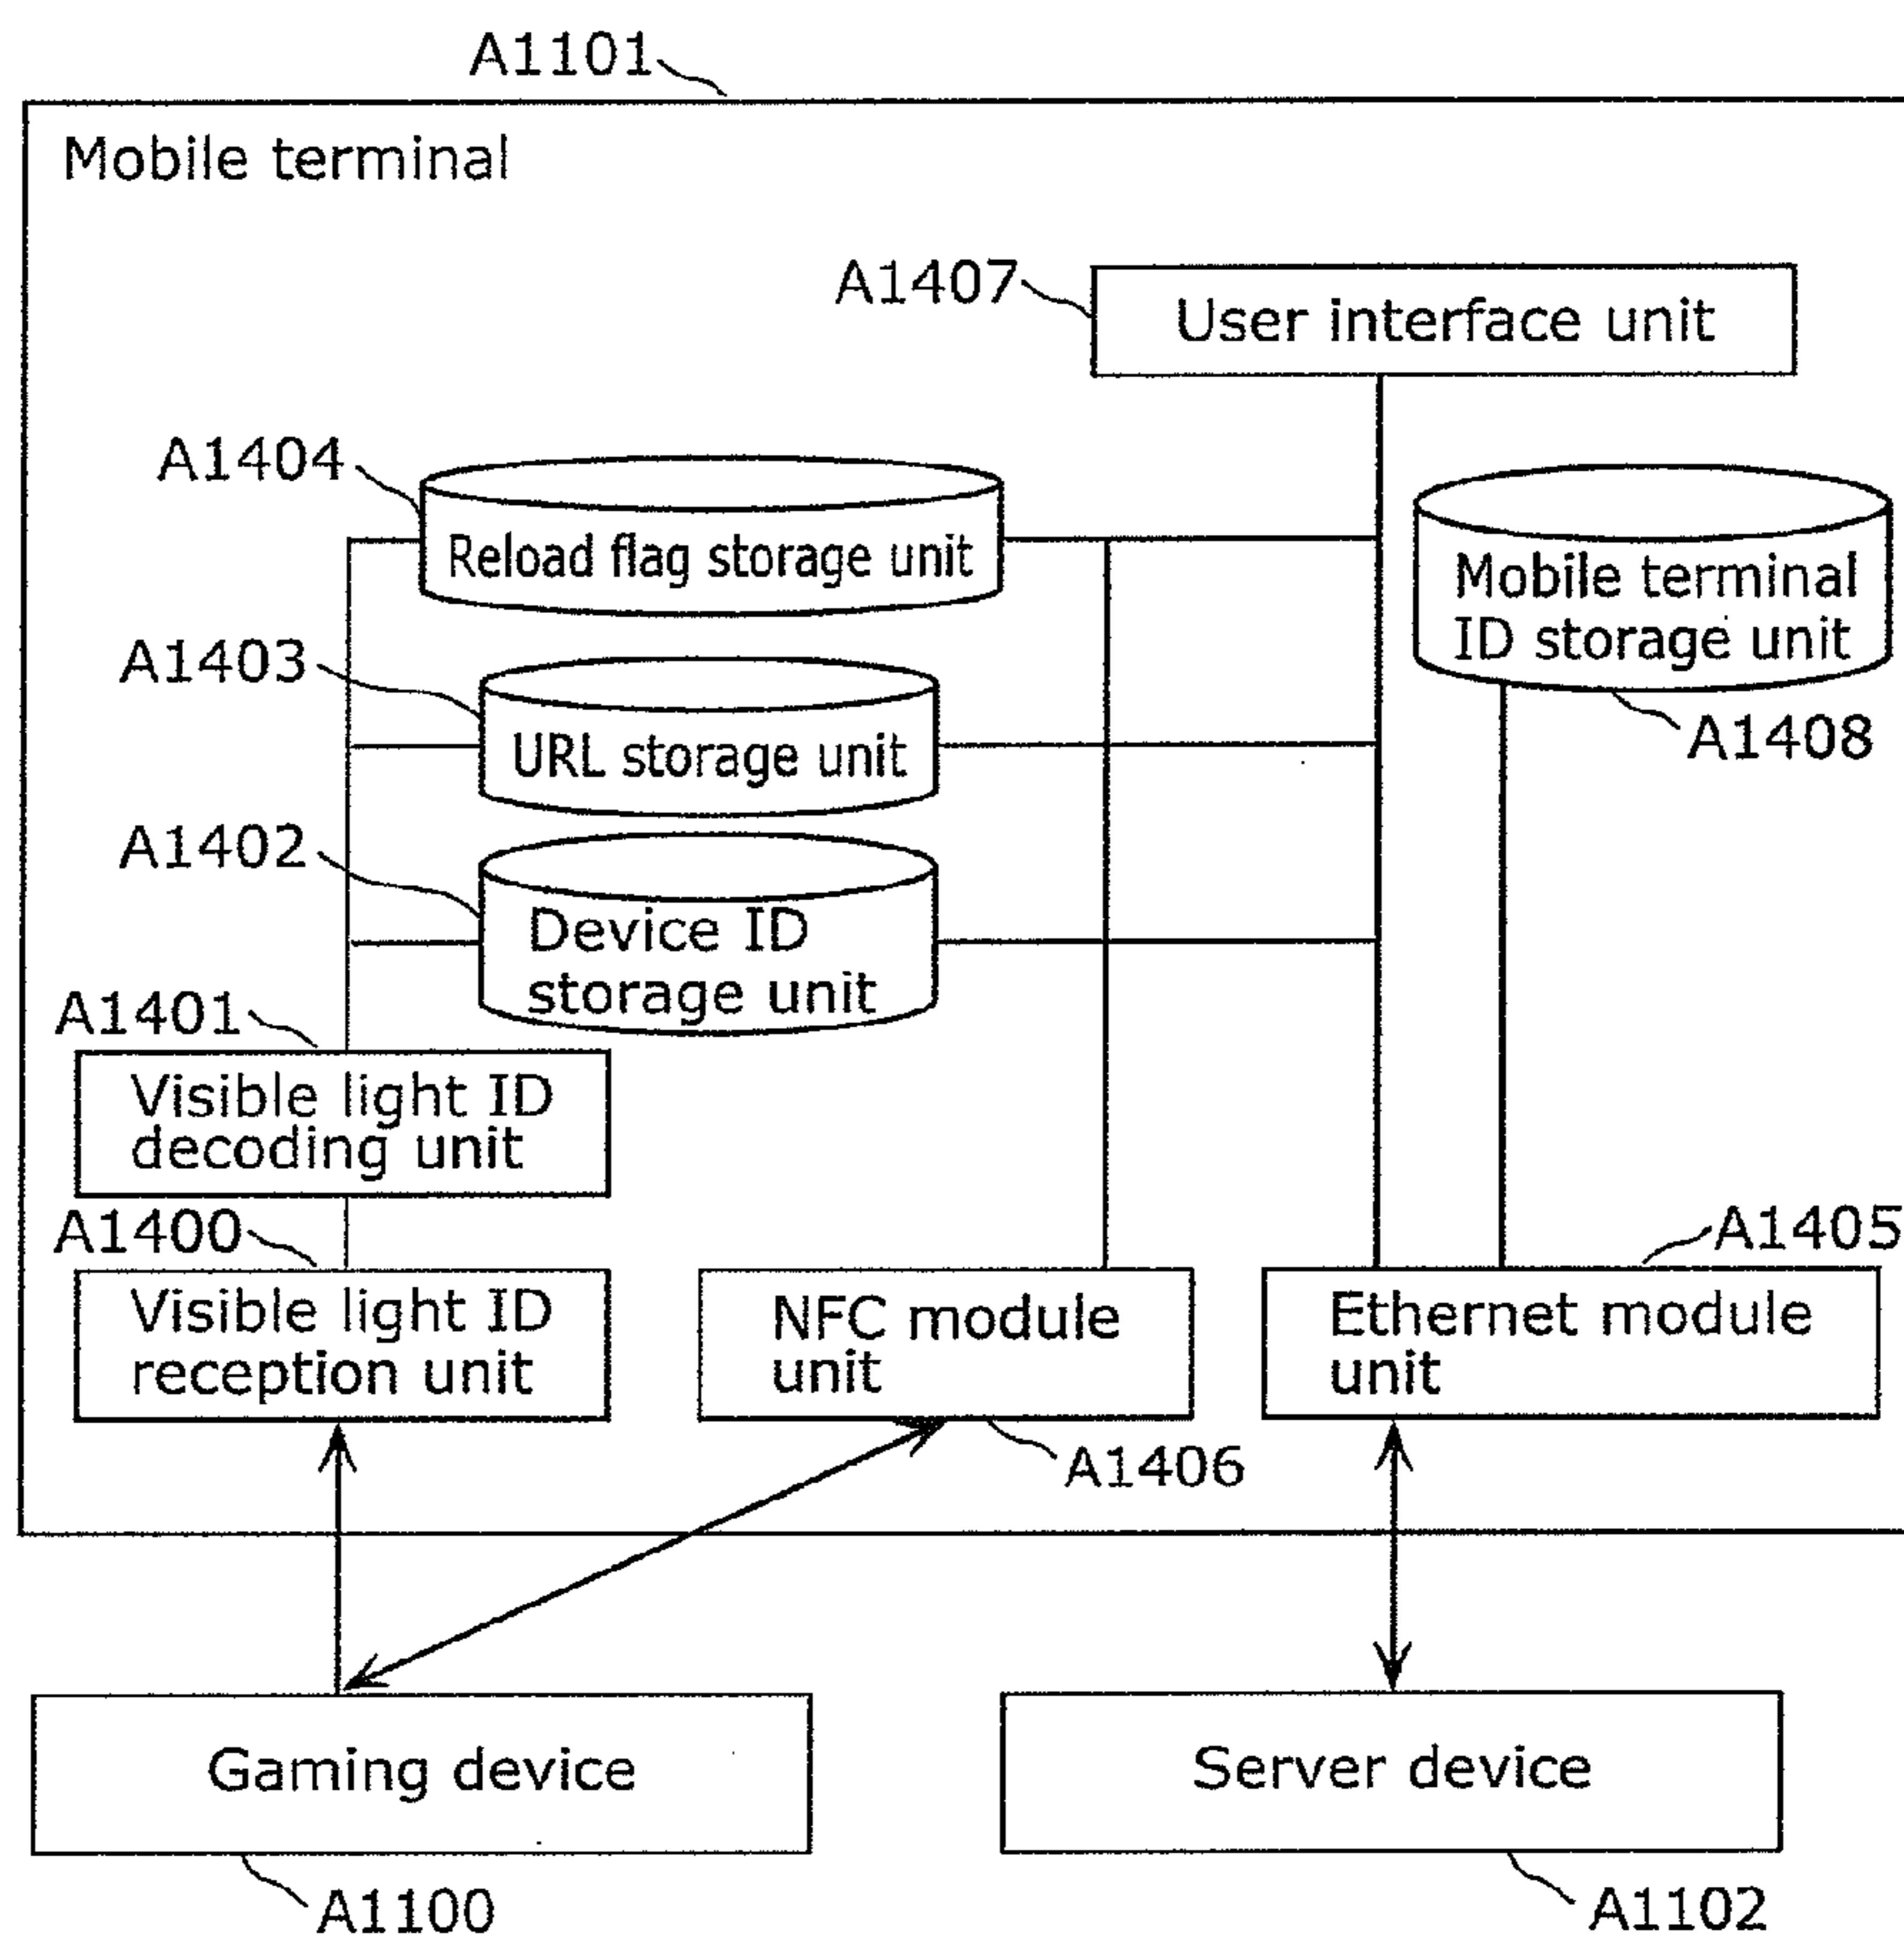 A1101
Mobile terminal
A1407
User interface unit
A1404
Reload flag storage unit
Mobile terminal
ID storage unit
A1403
URL storage unit
A1408
A1402
Device ID
storage unit
A1401
Visible light ID
decoding unit
A1400
A1405
Visible light ID
reception unit
NFC module
unit
Ethernet module
unit
A1406
Gaming device
Server device
A1100
A1102